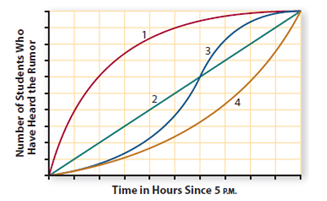 Number of Students Who
Have Heard the Rumor
1
2
3
4
Time in Hours Since 5 P.M.